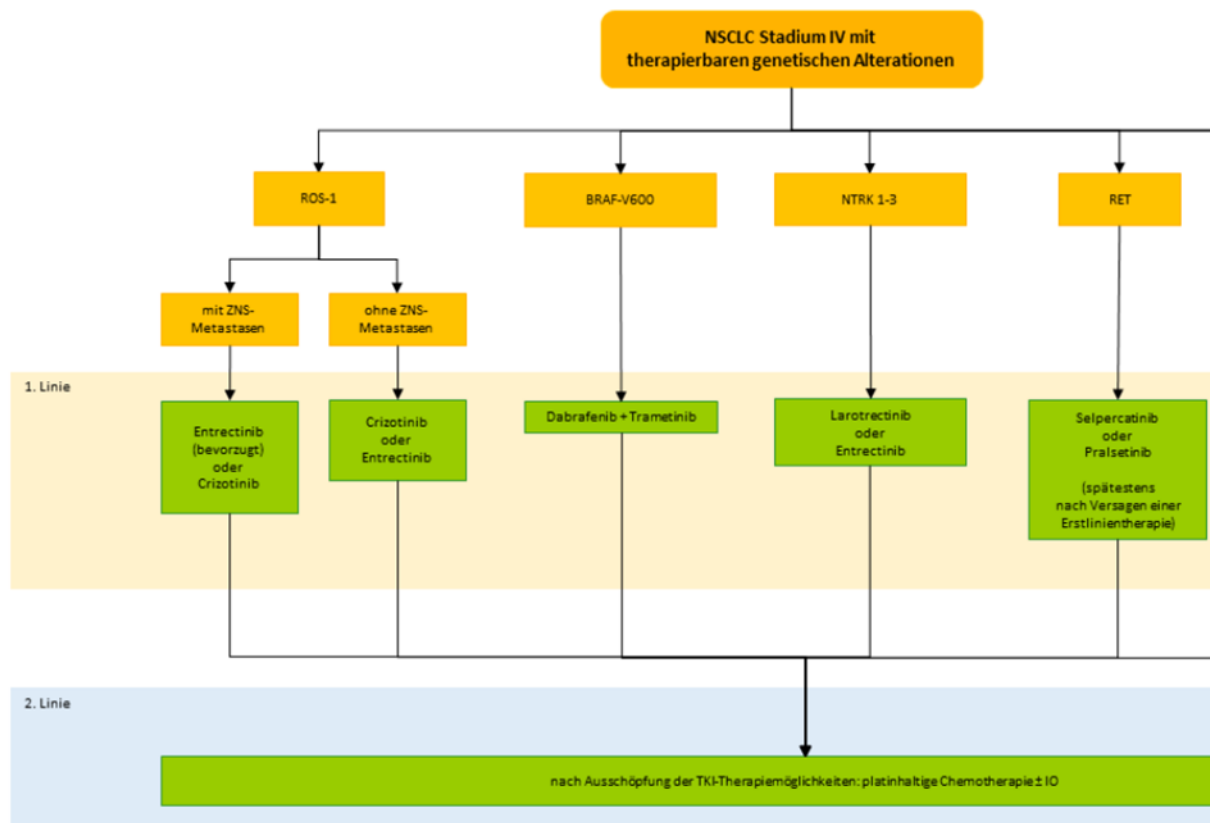 NSCLC Stadium IV mit
therapierbaren genetischen Alterationen
ROS-1
BRAF-V600
NTRK 1-3
RET
mit ZNS-
Metastasen
ohne ZNS-
Metastasen
1. Linie
Entrectinib
(bevorzugt)
oder
Crizotinib
Crizotinib
oder
Entrectinib
Dabrafenib + Trametinib
Larotrectinib
oder
Entrectinib
Selpercatinib
oder
Pralsetinib
(spätestens
nach Versagen einer
Erstlinientherapie)
2. Linie
nach Ausschöpfung der TKI-Therapiemöglichkeiten: platinhaltige Chemotherapie ± IO